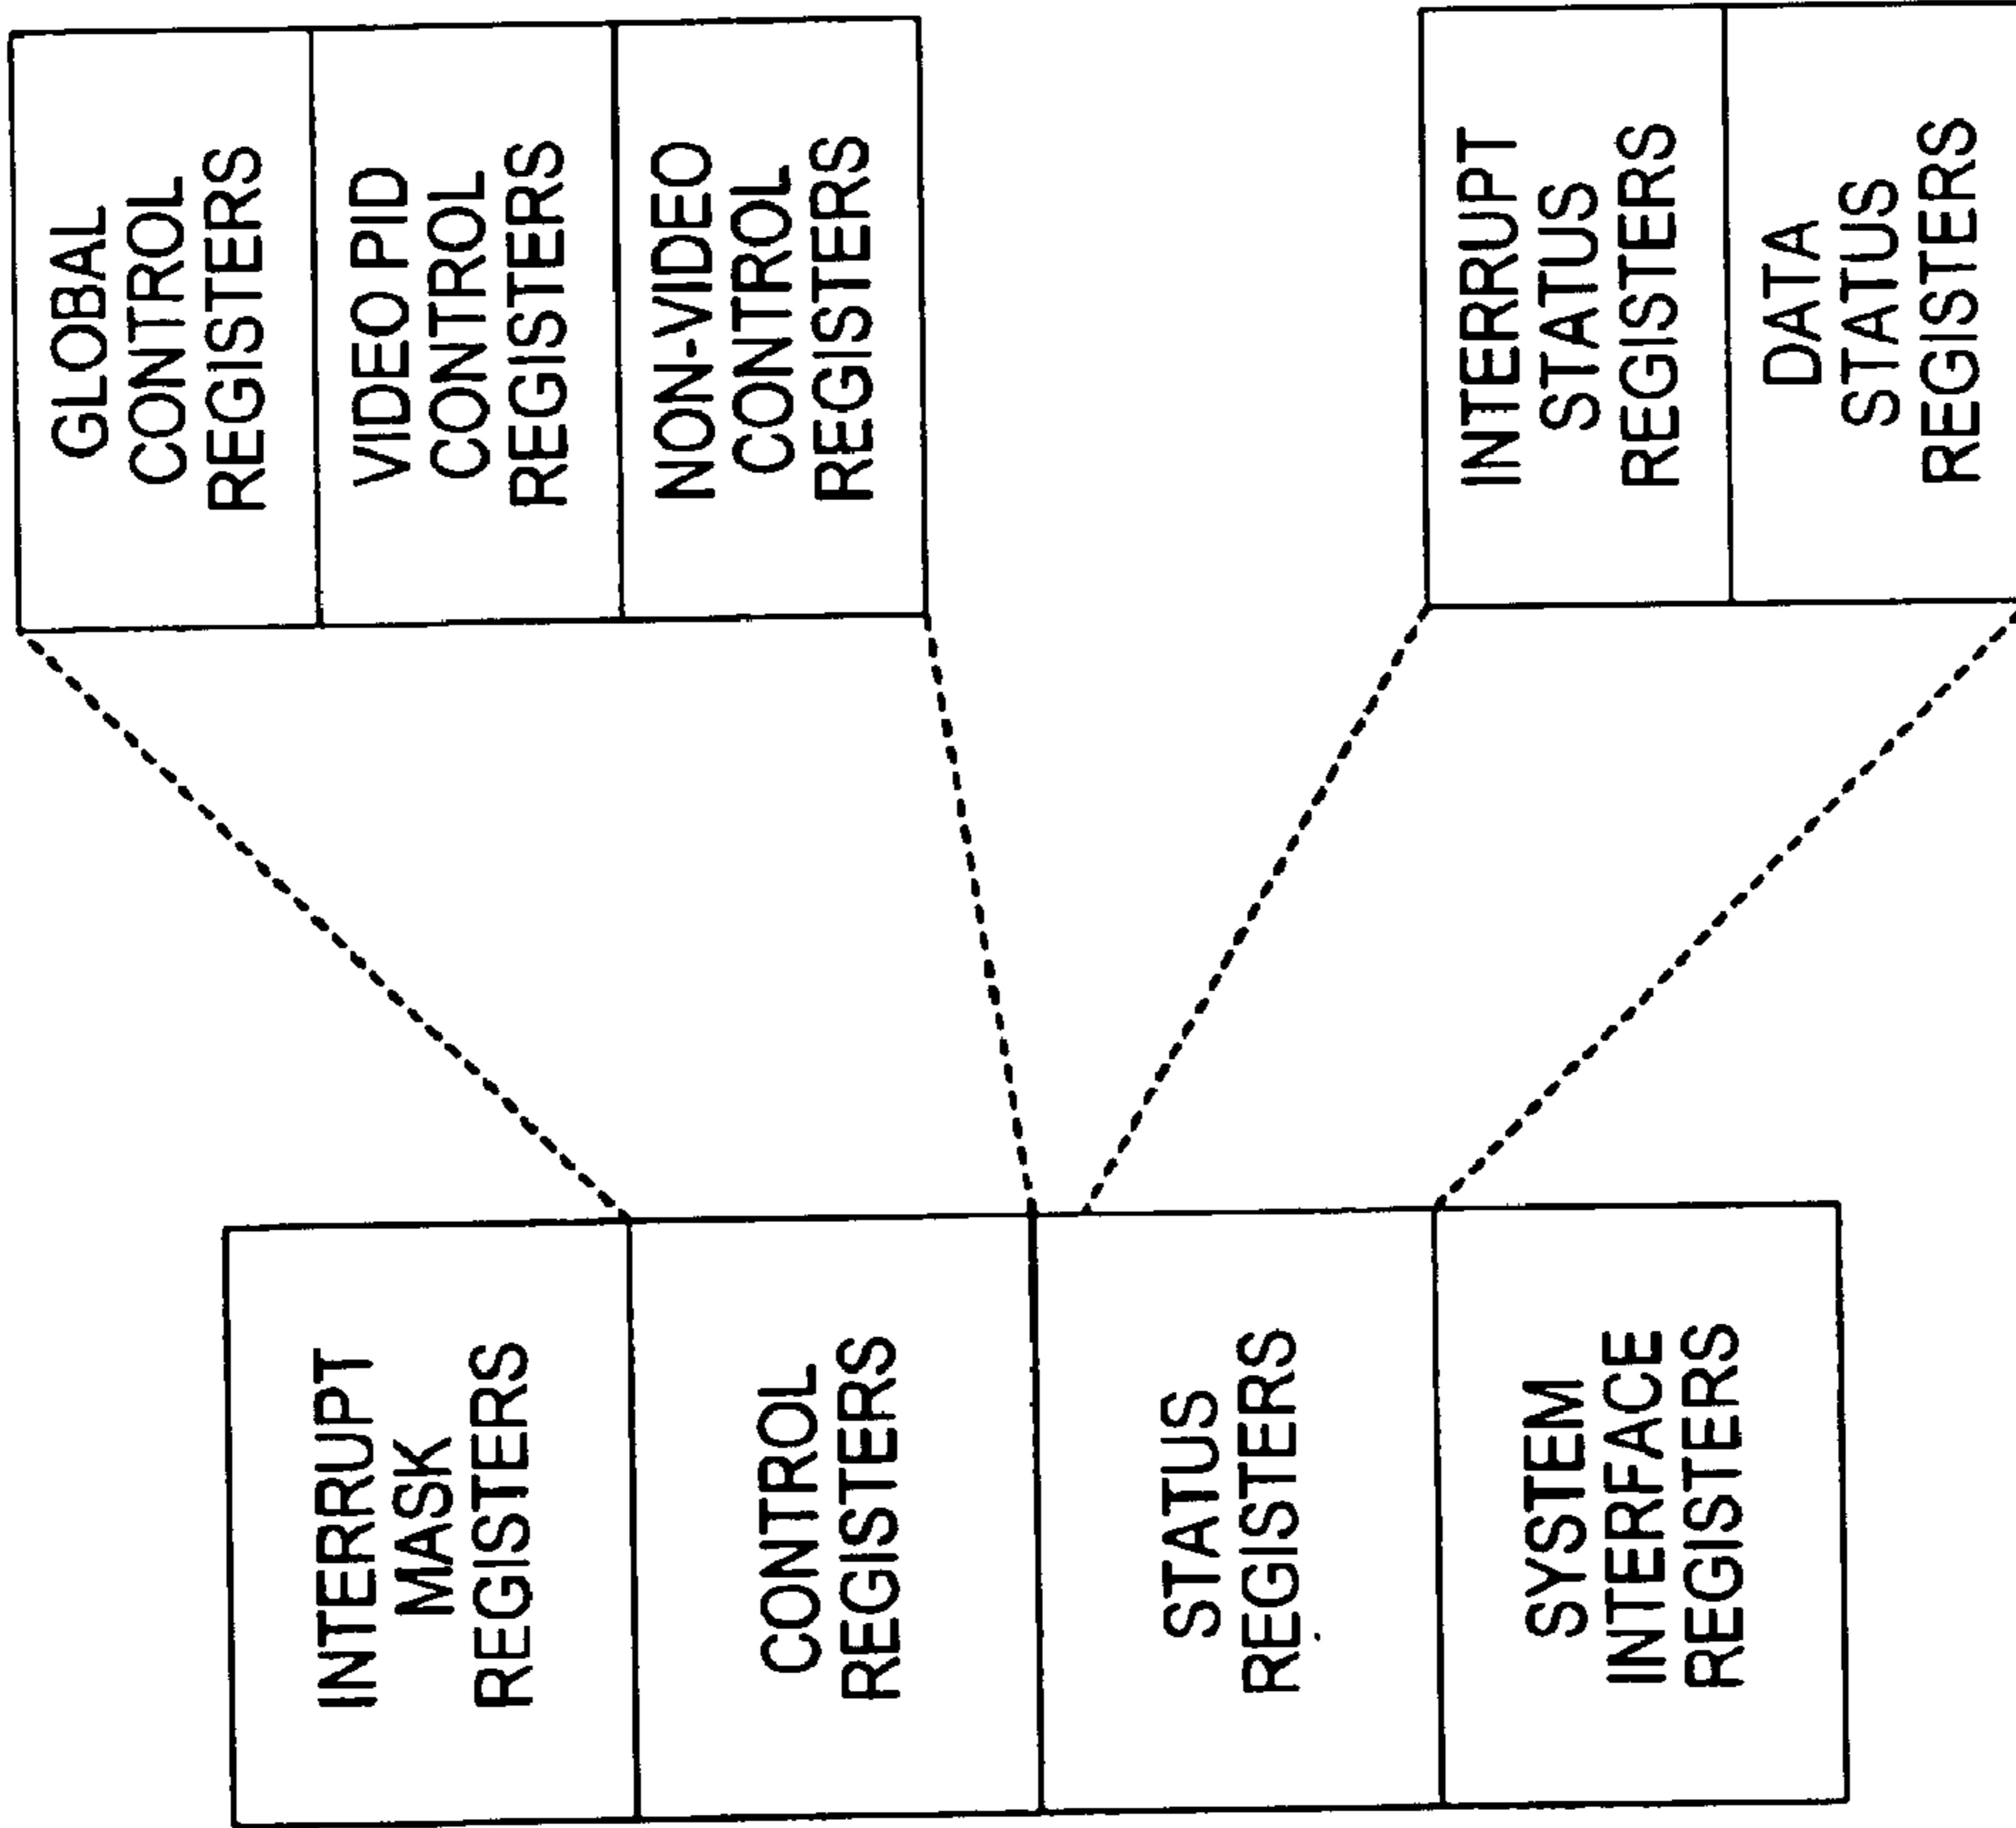 INTERRUPT
MASK
REGISTERS
CONTROL
REGISTERS
STATUS
REGISTERS
SYSTEM
INTERFACE
REGISTERS
GLOBAL
CONTROL
REGISTERS
VIDEO PID
CONTROL
REGISTERS
NON-VIDEO
CONTROL
REGISTERS
INTERRUPT
STATUS
REGISTERS
DATA
STATUS
REGISTERS